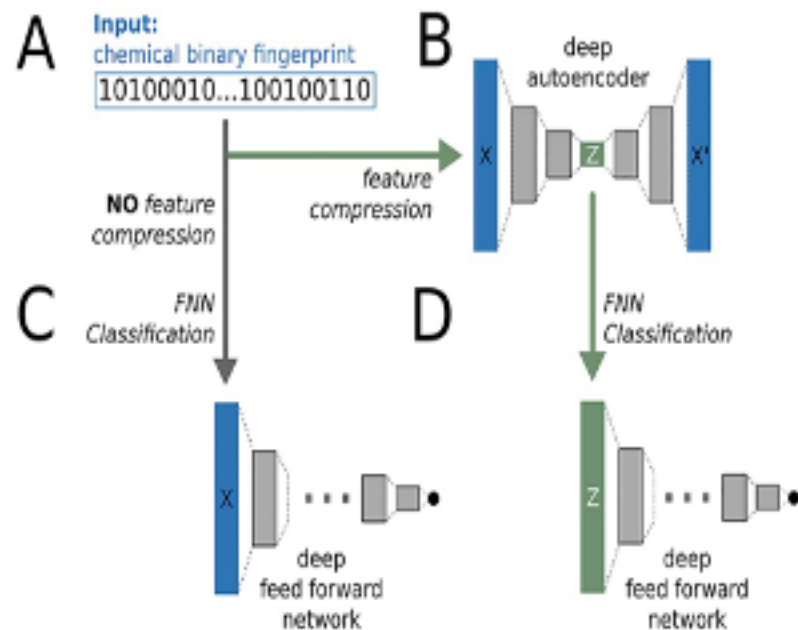 A
Input:
chemical binary fingerprint
10100010...100100110
B
deep
autoencoder
X
Z
X'
feature
compression
NO feature
compression
C
FNN
Classification
D
FNN
Classification
X
deep
feed forward
network
Z
deep
feed forward
network